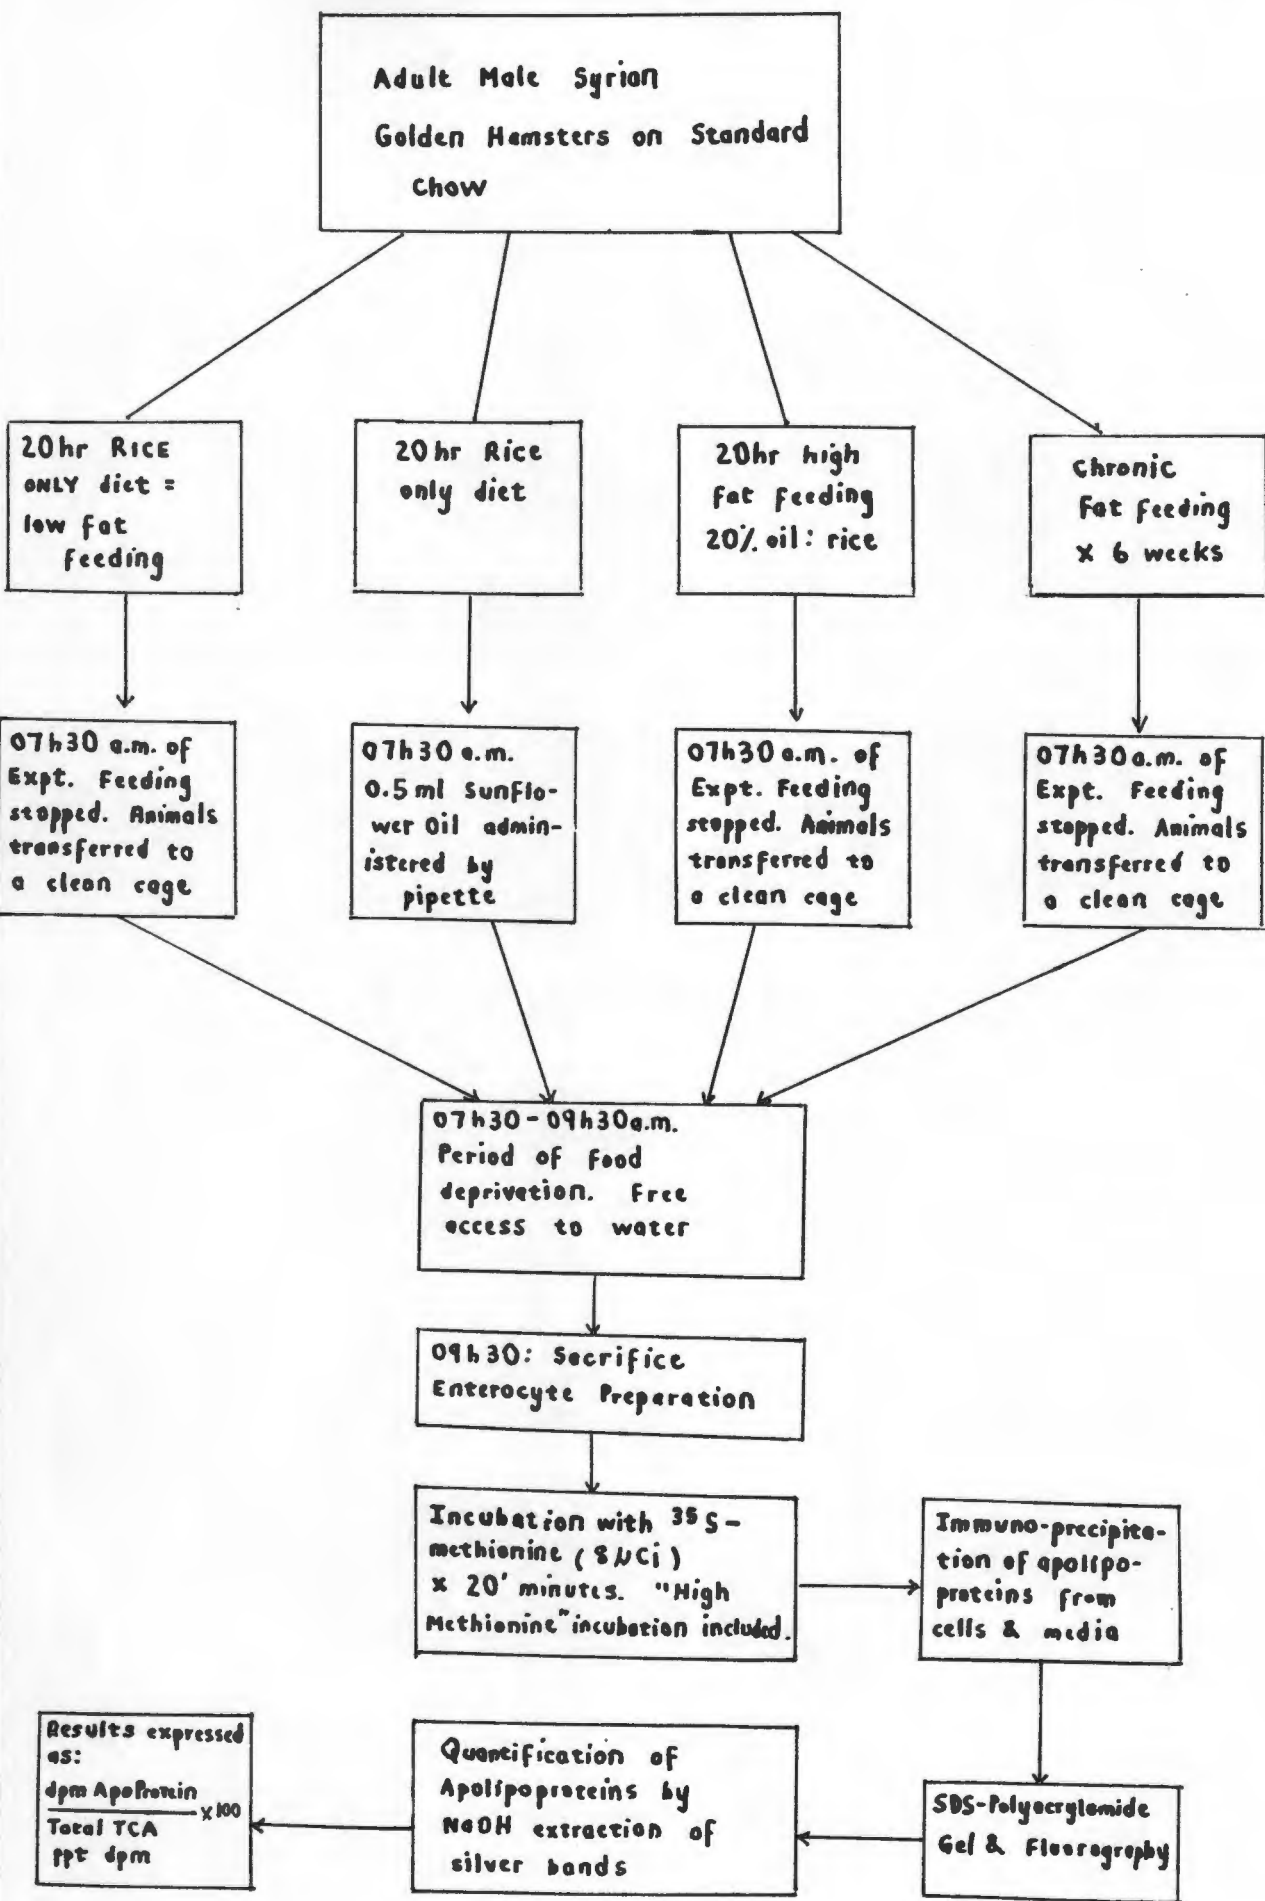 Adult Male Syrian
Golden Hamsters on Standard
Chow
20hr RICE
ONLY diet =
low fat
feeding
20hr Rice
only diet
20hr high
fat feeding
20% oil: rice
Chronic
Fat feeding
x 6 weeks
07h30 a.m. of
Expt. Feeding
stopped. Animals
transferred to
a clean cage
07h30 a.m.
0.5ml Sunflo-
wer Oil admin-
istered by
pipette
07h30 a.m. of
Expt. Feeding
stopped. Animals
transferred to
a clean cage
07h30 a.m. of
Expt. Feeding
stopped. Animals
transferred to
a clean cage
07h30 - 09h30a.m.
Period of food
deprivation. Free
access to water
09h30: Sacrifice
Enterocyte Preparation
Incubation with ³⁵S-
methionine (8µCi)
x 20' minutes. "High
Methionine" incubation included.
Immuno-precipita-
tion of apolipo-
proteins from
cells & media
SDS-Polyacrylamide
Gel & Fluorography
Quantification of
Apolipoproteins by
NaOH extraction of
silver bands
Results expressed
as:
dpm ApoProtein
x 100
Total TCA
ppt dpm